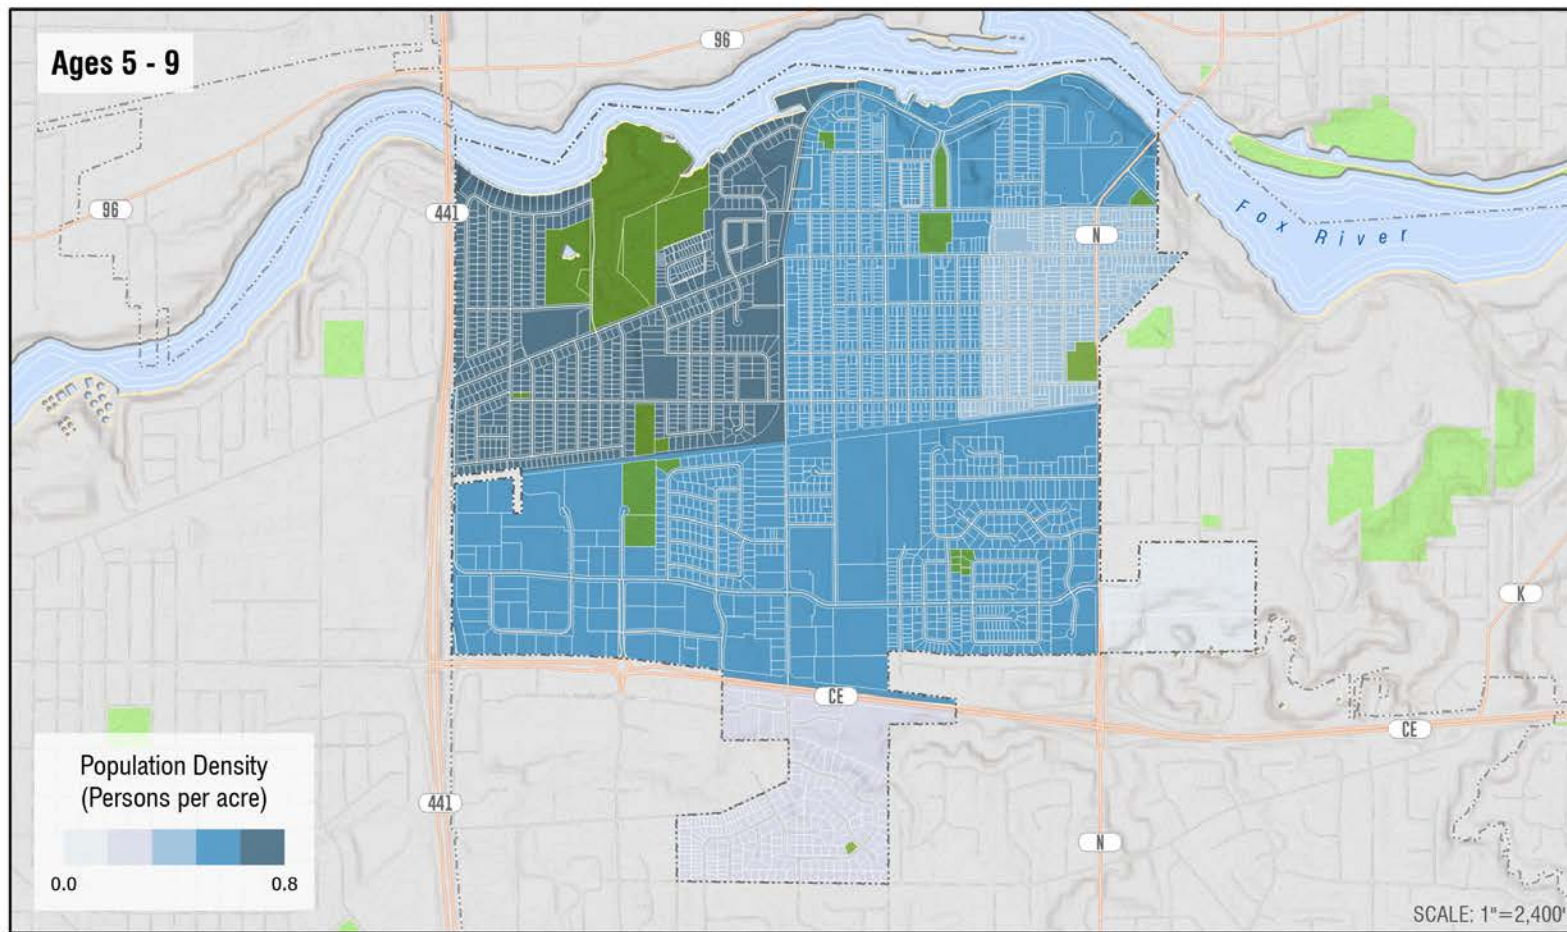 Ages 5 - 9
96
96
441
N
Fox River
K
CE
CE
441
N
Population Density
(Persons per acre)
0.0
0.8
SCALE: 1"=2,400'